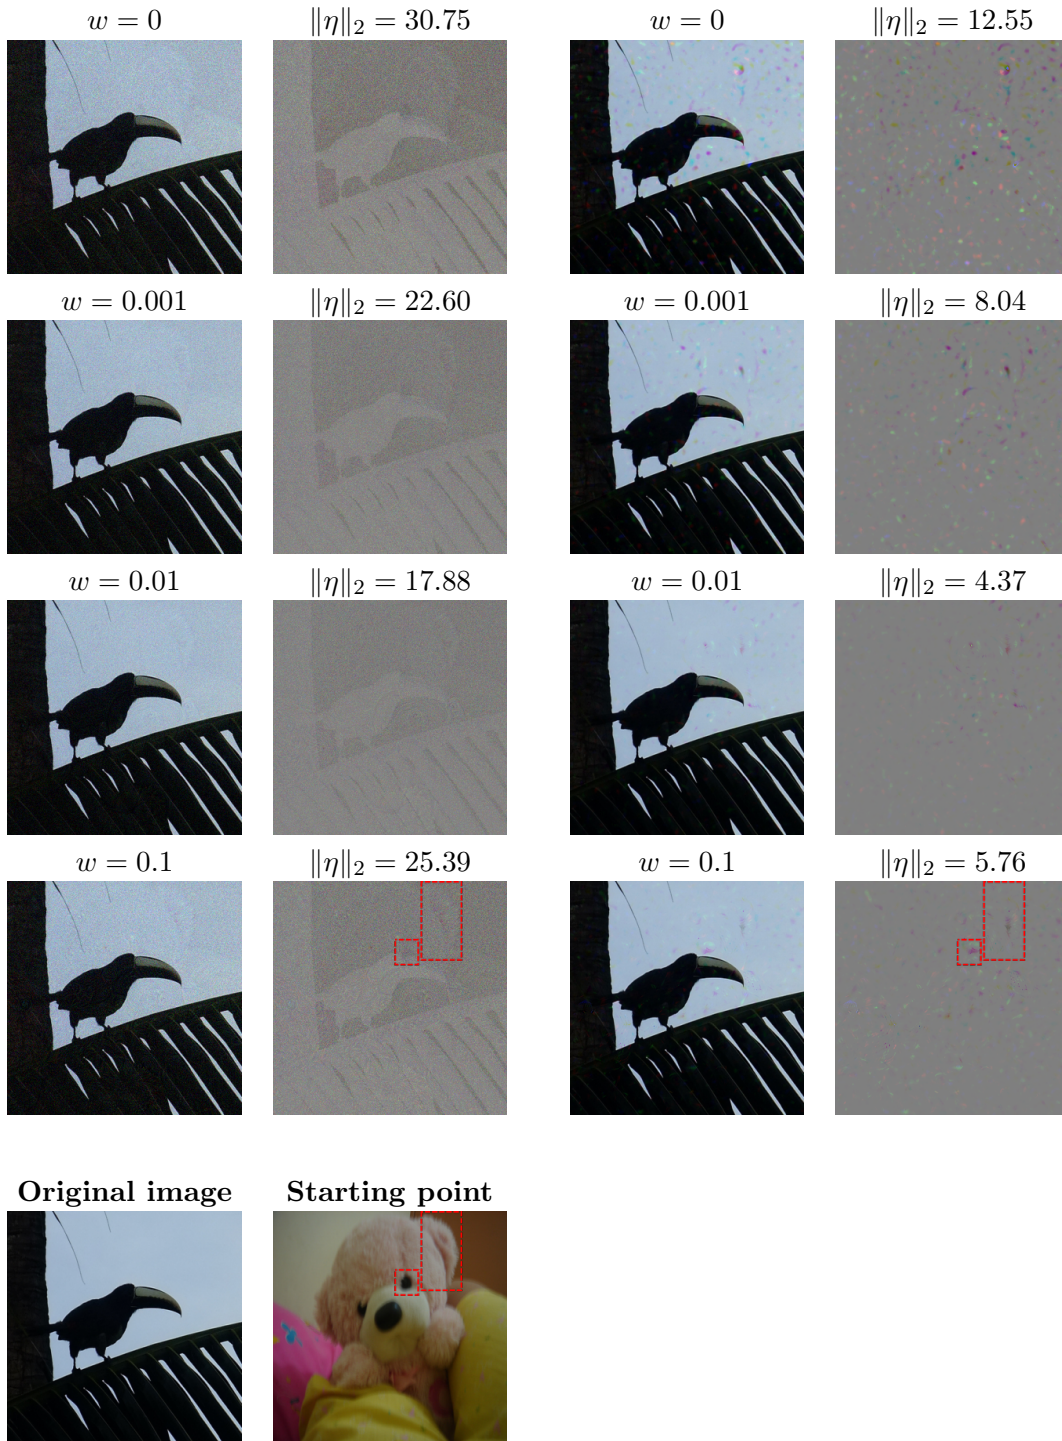 w = 0 ‖η‖₂ = 30.75 w = 0 ‖η‖₂ = 12.55
w = 0.001 ‖η‖₂ = 22.60 w = 0.001 ‖η‖₂ = 8.04
w = 0.01 ‖η‖₂ = 17.88 w = 0.01 ‖η‖₂ = 4.37
w = 0.1 ‖η‖₂ = 25.39 w = 0.1 ‖η‖₂ = 5.76
Original image Starting point